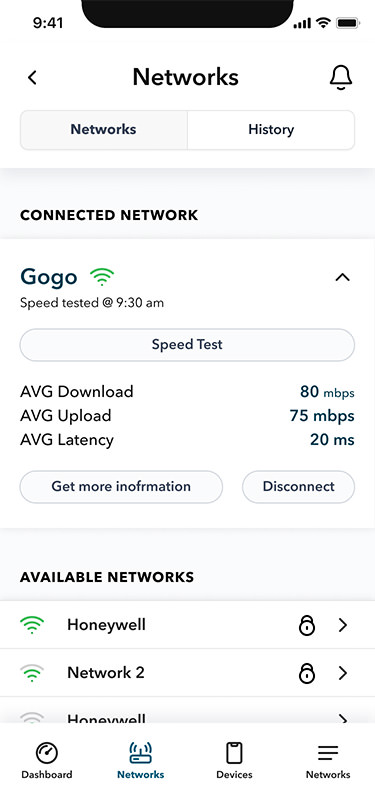 9:41
Networks
Networks History
CONNECTED NETWORK
Gogo
Speed tested @ 9:30 am
Speed Test
AVG Download 80 mbps
AVG Upload 75 mbps
AVG Latency 20 ms
Get more inofrmation Disconnect
AVAILABLE NETWORKS
Honeywell
Network 2
Honeywell
Dashboard Networks Devices Networks